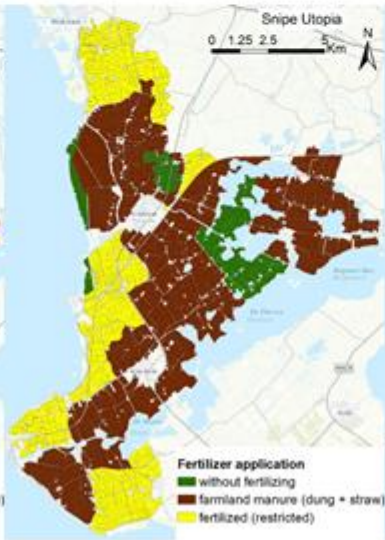 Snipe Utopia
N
0 1.25 2.5 5
Km
Fertilizer application
without fertilizing
farmland manure (dung + straw)
fertilized (restricted)